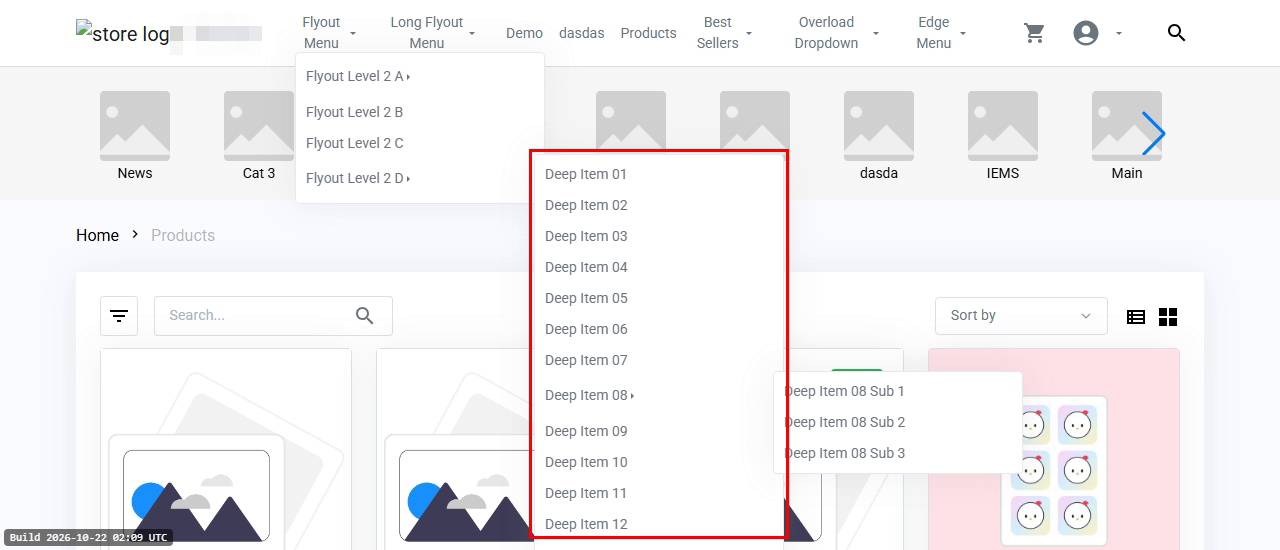 store log
Flyout Menu
Long Flyout Menu
Demo
dasdas
Products
Best Sellers
Overload Dropdown
Edge Menu
Flyout Level 2 A
Flyout Level 2 B
Flyout Level 2 C
Flyout Level 2 D
News
Cat 3
dasda
IEMS
Main
Deep Item 01
Deep Item 02
Deep Item 03
Deep Item 04
Deep Item 05
Deep Item 06
Deep Item 07
Deep Item 08
Deep Item 09
Deep Item 10
Deep Item 11
Deep Item 12
Deep Item 08 Sub 1
Deep Item 08 Sub 2
Deep Item 08 Sub 3
Home
Products
Search...
Sort by
Build 2026-10-22 02:09 UTC